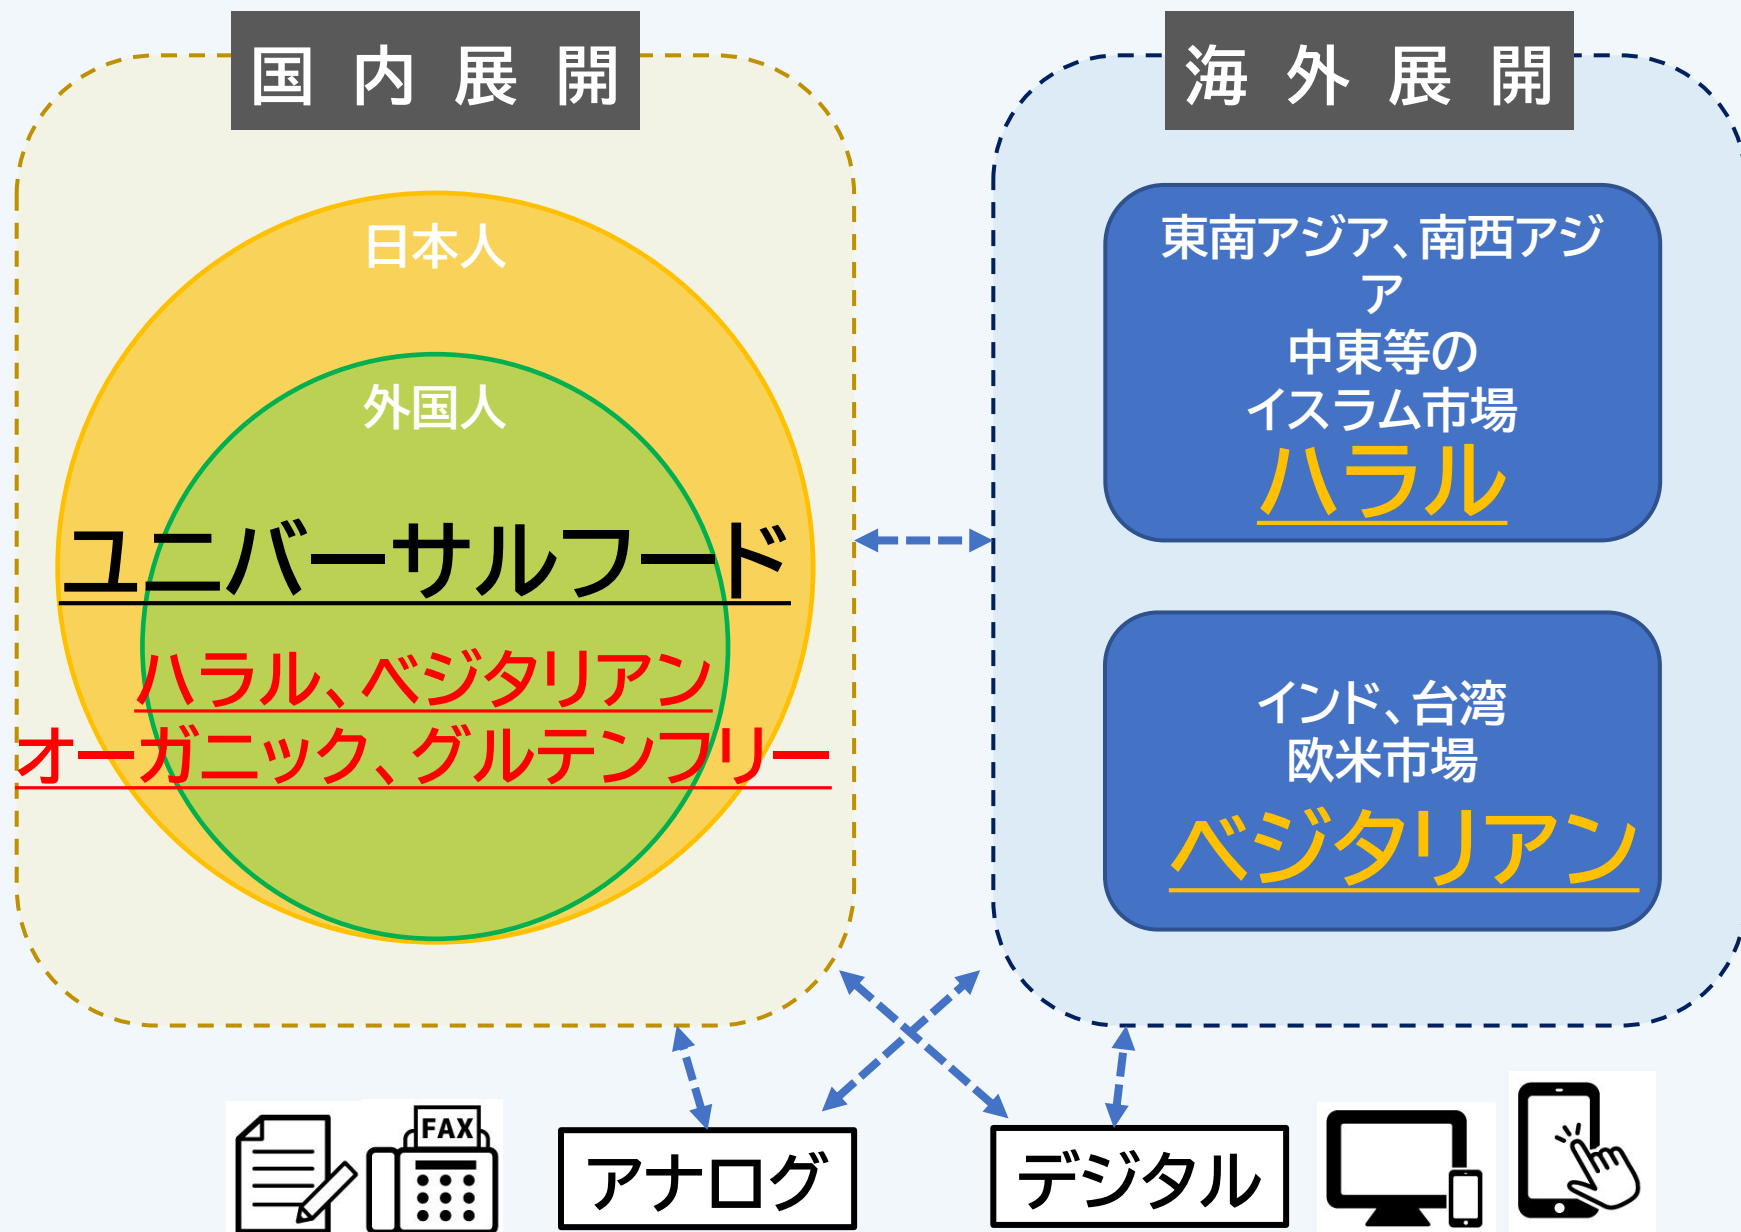 国内展開
日本人
外国人
ユニバーサルフード
ハラル、ベジタリアン
オーガニック、グルテンフリー
海外展開
東南アジア、南西アジ
ア
中東等の
イスラム市場
ハラル
インド、台湾
欧米市場
ベジタリアン
FAX
アナログ
デジタル